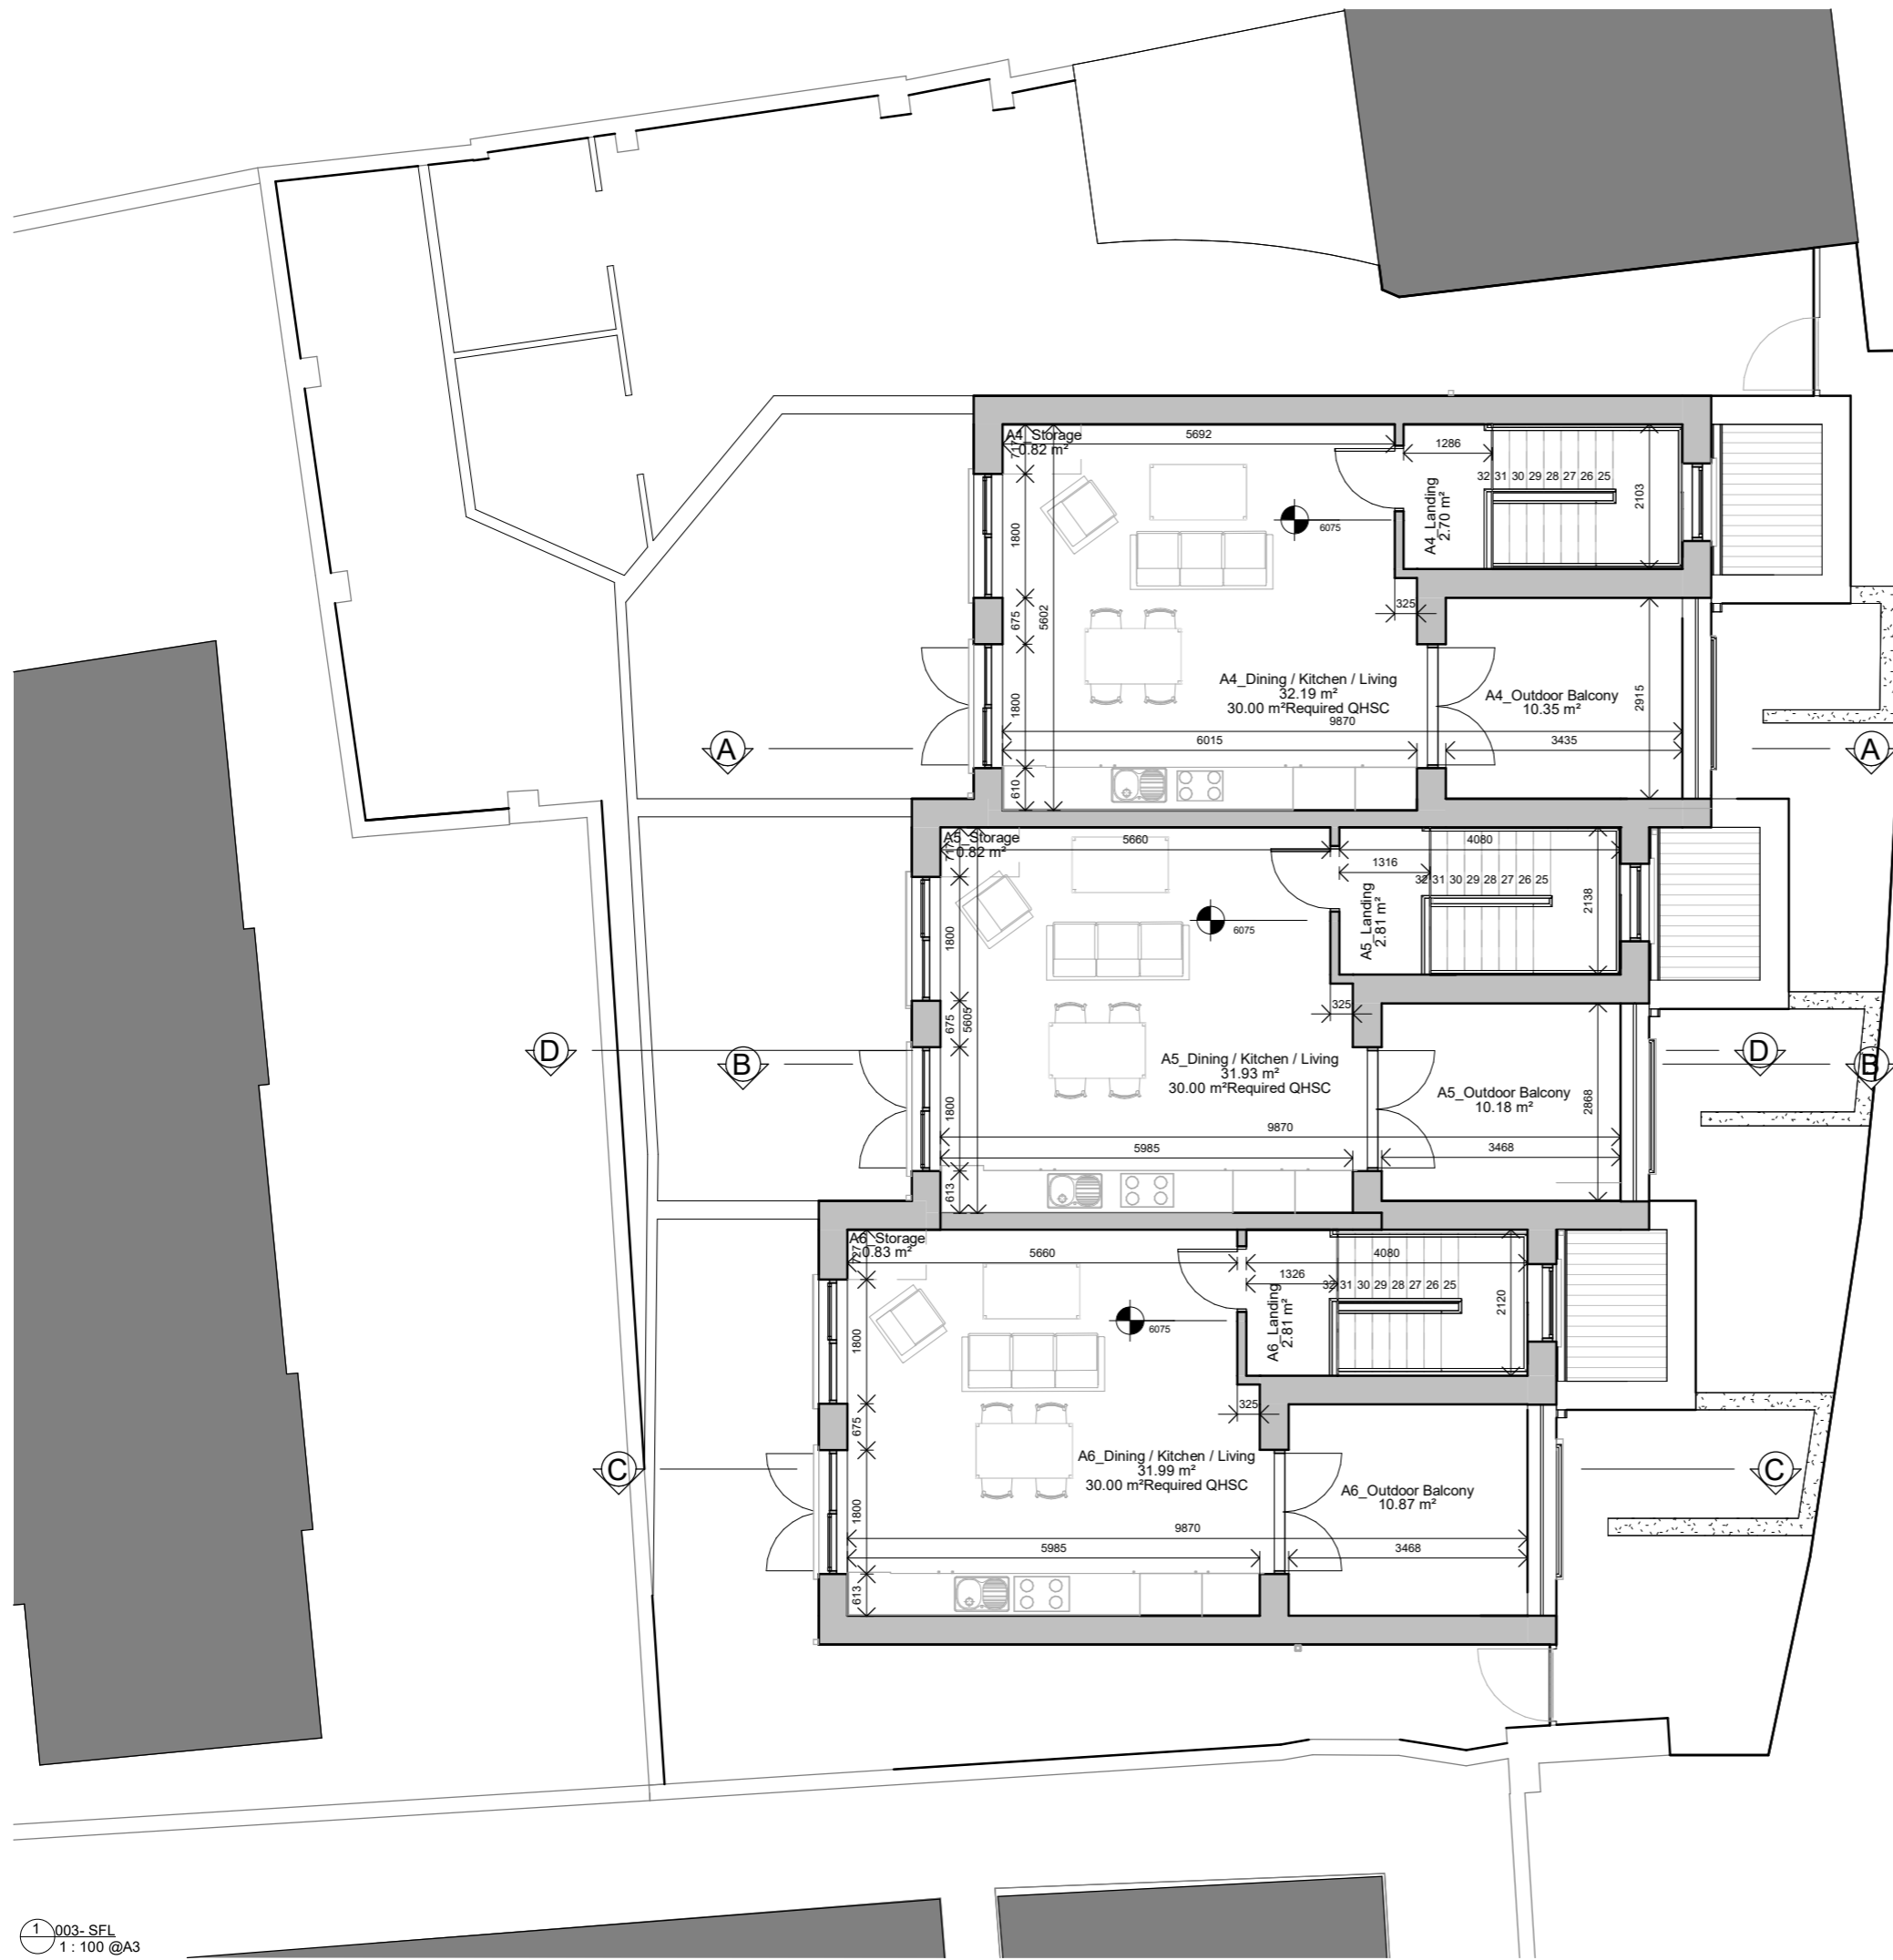 A4_Storage
0.82 m²
5692
717
1286
32 31 30 29 28 27 26 25
2103
A4_Landing
2.70 m²
1800
6075
675
5602
325
A4_Dining / Kitchen / Living
32.19 m²
30.00 m²Required QHSC
A4_Outdoor Balcony
10.35 m²
2915
1800
9870
6015
3435
A
A
610
A5_Storage
0.82 m²
5660
4080
717
1316
32 31 30 29 28 27 26 25
2138
A5_Landing
2.81 m²
1800
6075
675
5605
325
D
B
D
B
A5_Dining / Kitchen / Living
31.93 m²
30.00 m²Required QHSC
A5_Outdoor Balcony
10.18 m²
2868
1800
9870
5985
3468
613
A6_Storage
0.83 m²
5660
4080
727
1326
32 31 30 29 28 27 26 25
2120
A6_Landing
2.81 m²
1800
6075
675
325
C
C
A6_Dining / Kitchen / Living
31.99 m²
30.00 m²Required QHSC
A6_Outdoor Balcony
10.87 m²
1800
9870
5985
3468
613
1
003- SFL
1 : 100 @A3